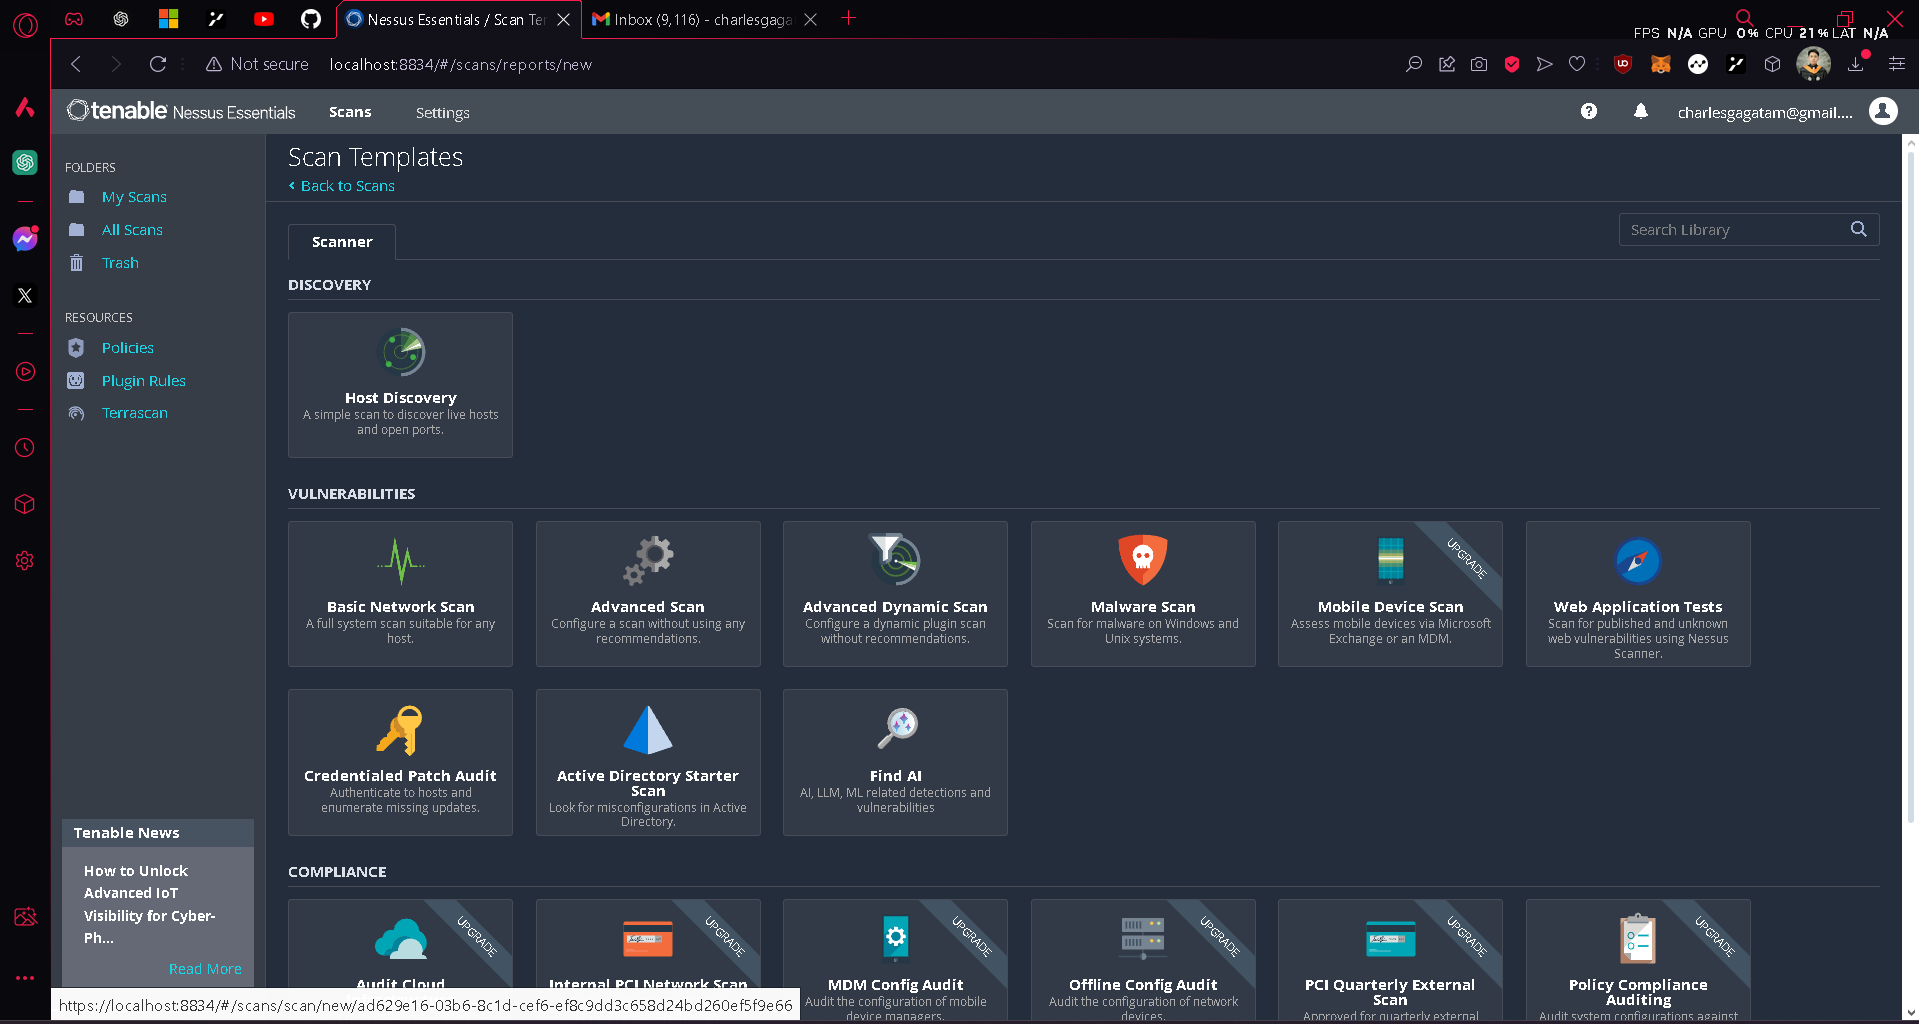 Nessus Essentials / Scan Ter
Inbox (9,116) - charlesgaga
FPS N/A GPU 0% CPU 21% LAT N/A
Not secure localhost:8834/#/scans/reports/new
tenable Nessus Essentials Scans Settings
charlesgagatam@gmail....
FOLDERS
My Scans
All Scans
Trash
RESOURCES
Policies
Plugin Rules
Terrascan
Tenable News
How to Unlock
Advanced IoT
Visibility for Cyber-
Ph...
Read More
Scan Templates
Back to Scans
Scanner
Search Library
DISCOVERY
Host Discovery
A simple scan to discover live hosts
and open ports.
VULNERABILITIES
Basic Network Scan
A full system scan suitable for any
host.
Advanced Scan
Configure a scan without using any
recommendations.
Advanced Dynamic Scan
Configure a dynamic plugin scan
without recommendations.
Malware Scan
Scan for malware on Windows and
Unix systems.
UPGRADE
Mobile Device Scan
Assess mobile devices via Microsoft
Exchange or an MDM.
Web Application Tests
Scan for published and unknown
web vulnerabilities using Nessus
Scanner.
Credentialed Patch Audit
Authenticate to hosts and
enumerate missing updates.
Active Directory Starter
Scan
Look for misconfigurations in Active
Directory.
Find AI
AI, LLM, ML related detections and
vulnerabilities
COMPLIANCE
UPGRADE
Audit Cloud
UPGRADE
Internal PCI Network Scan
UPGRADE
MDM Config Audit
Audit the configuration of mobile
device managers.
UPGRADE
Offline Config Audit
Audit the configuration of network
devices.
UPGRADE
PCI Quarterly External
Scan
Approved for quarterly external
UPGRADE
Policy Compliance
Auditing
Audit system configurations against
https://localhost:8834/#/scans/scan/new/ad629e16-03b6-8c1d-cef6-ef8c9dd3c658d24bd260ef5f9e66